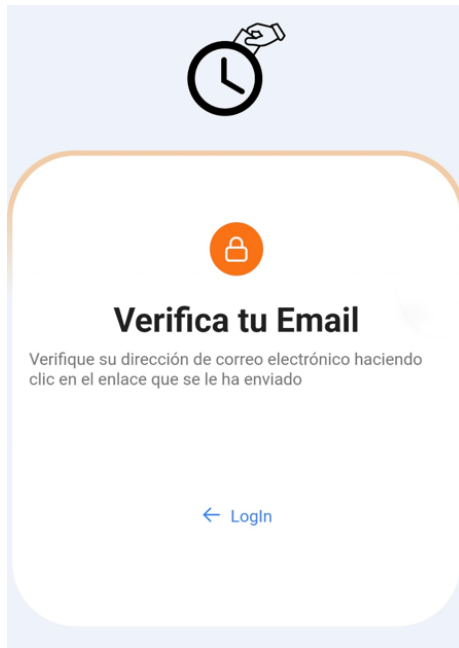 Verifica tu Email
Verifique su dirección de correo electrónico haciendo
clic en el enlace que se le ha enviado
← LogIn